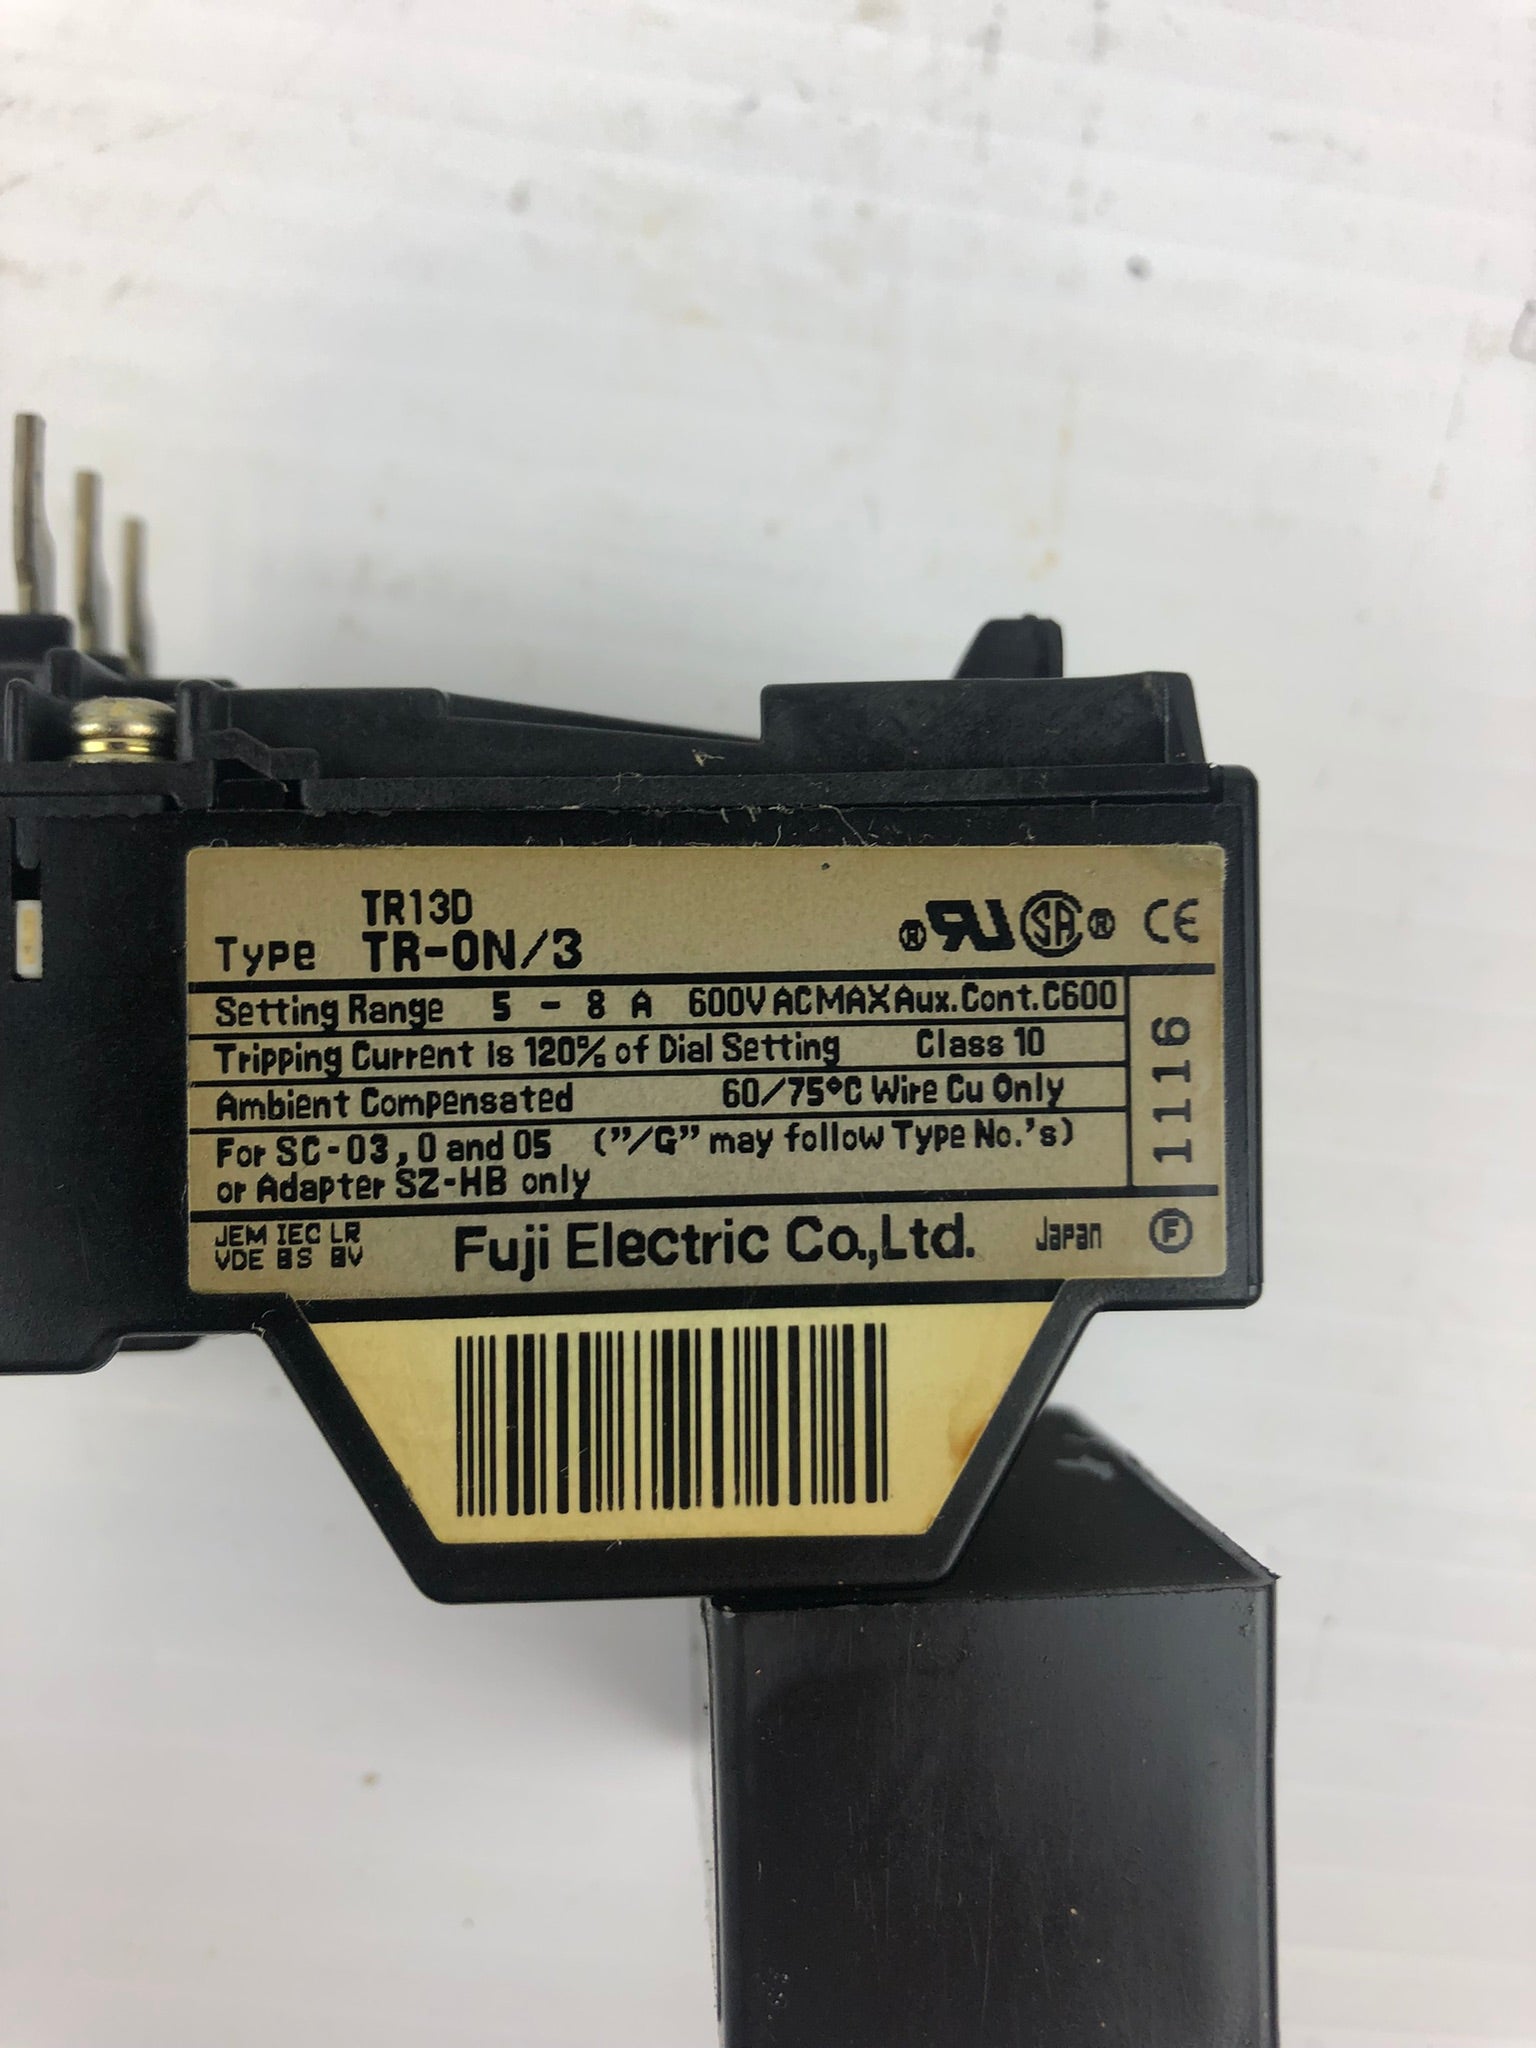 TR13D
Type TR-0N/3
® RU SA ® CE
Setting Range 5 - 8 A 600V AC MAX Aux. Cont. C600
Tripping Current is 120% of Dial Setting Class 10
Ambient Compensated 60/75°C Wire Cu Only
For SC-03, 0 and 05 ("/G" may follow Type No.'s)
or Adapter SZ-HB only
1116
JEM IEC LR
VDE BS BV
Fuji Electric Co.,Ltd. Japan F